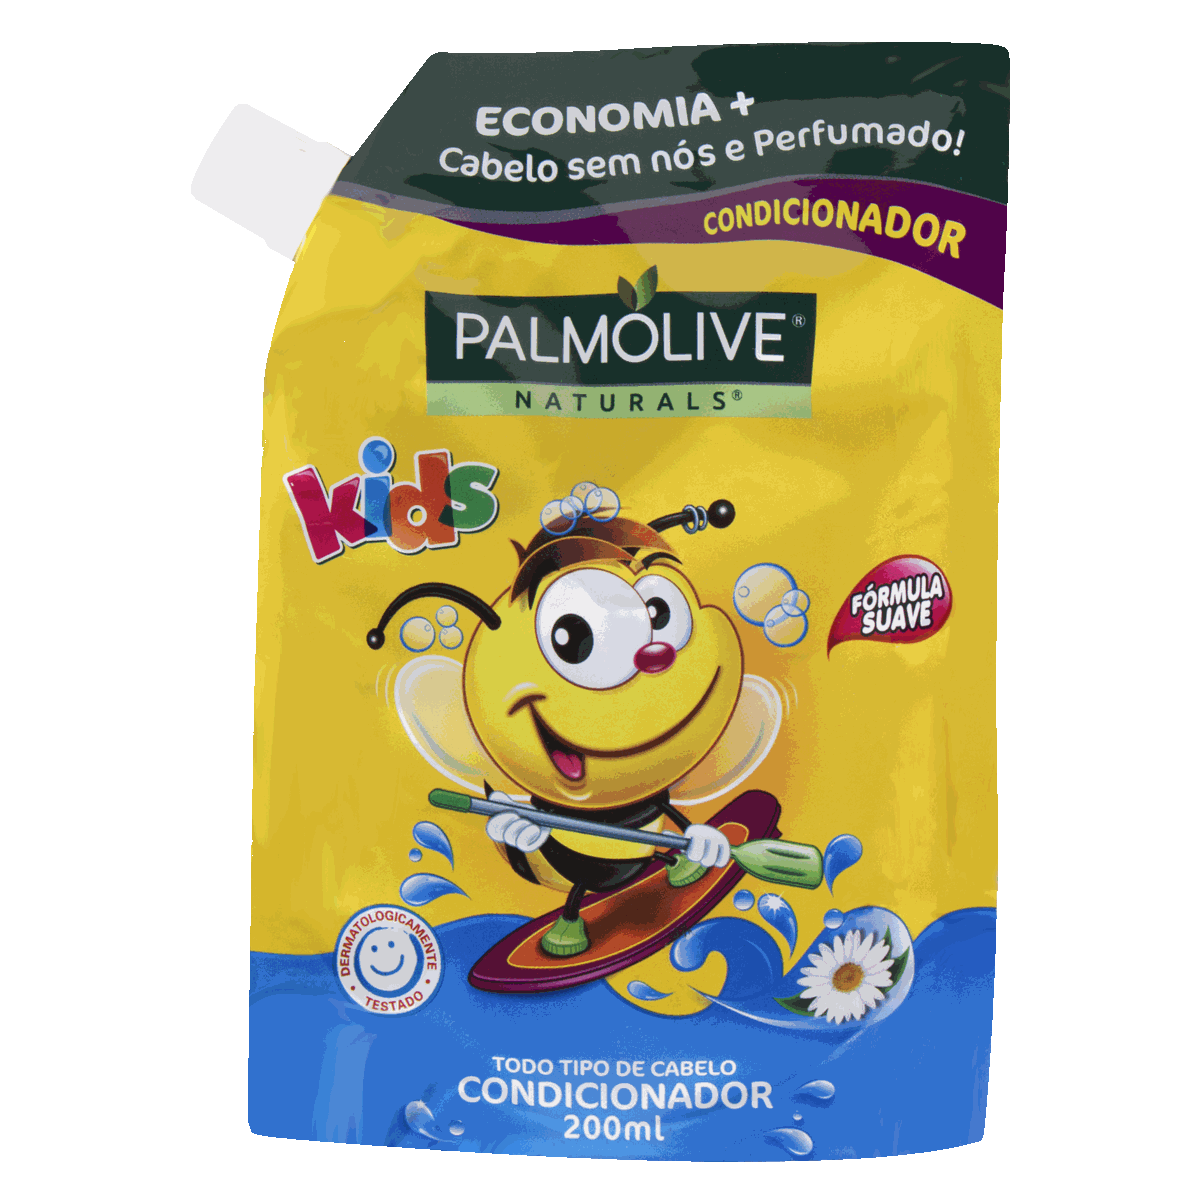 ECONOMIA +
Cabelo sem nós e Perfumado!
CONDICIONADOR
PALMOLIVE®
NATURALS®
kids
FÓRMULA
SUAVE
DERMATOLOGICAMENTE
• TESTADO •
TODO TIPO DE CABELO
CONDICIONADOR
200ml